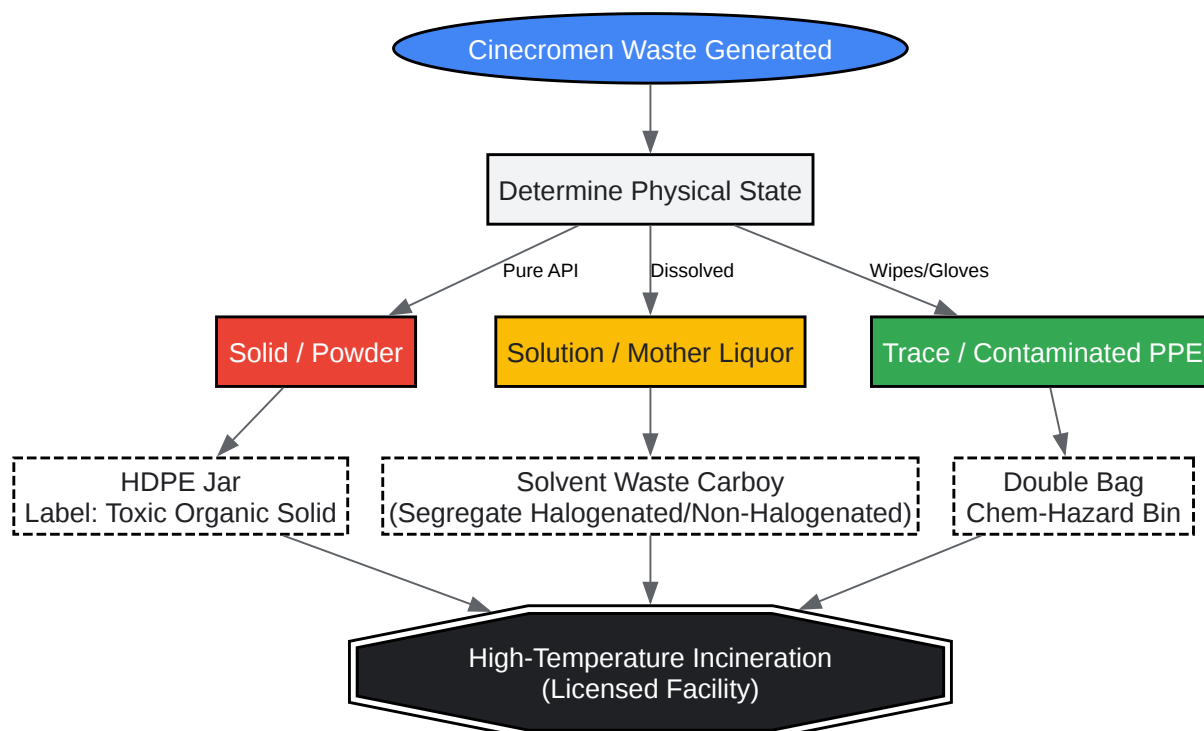 Cinecromen Waste Generated
Determine Physical State
Pure API
Dissolved
Wipes/Gloves
Solid / Powder
Solution / Mother Liquor
Trace / Contaminated PPE
HDPE Jar
Label: Toxic Organic Solid
Solvent Waste Carboy
(Segregate Halogenated/Non-Halogenated)
Double Bag
Chem-Hazard Bin
High-Temperature Incineration
(Licensed Facility)